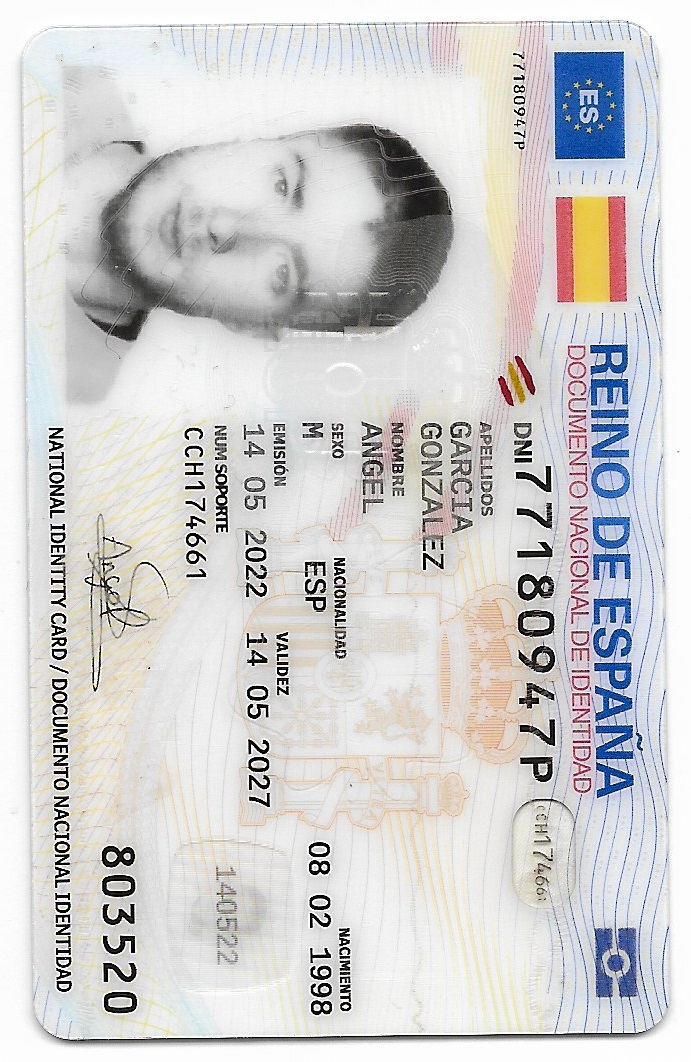 ES
REINO DE ESPAÑA
DOCUMENTO NACIONAL DE IDENTIDAD
77180947P
DNI 77180947P
CCH174661
APELLIDOS
GARCIA
GONZALEZ
NOMBRE
ANGEL
SEXO NACIONALIDAD NACIMIENTO
M ESP 08 02 1998
EMISIÓN VALIDEZ
14 05 2022 14 05 2027
NUM SOPORTE
CCH174661
140522
Angel
803520
NATIONAL IDENTITY CARD / DOCUMENTO NACIONAL IDENTIDAD